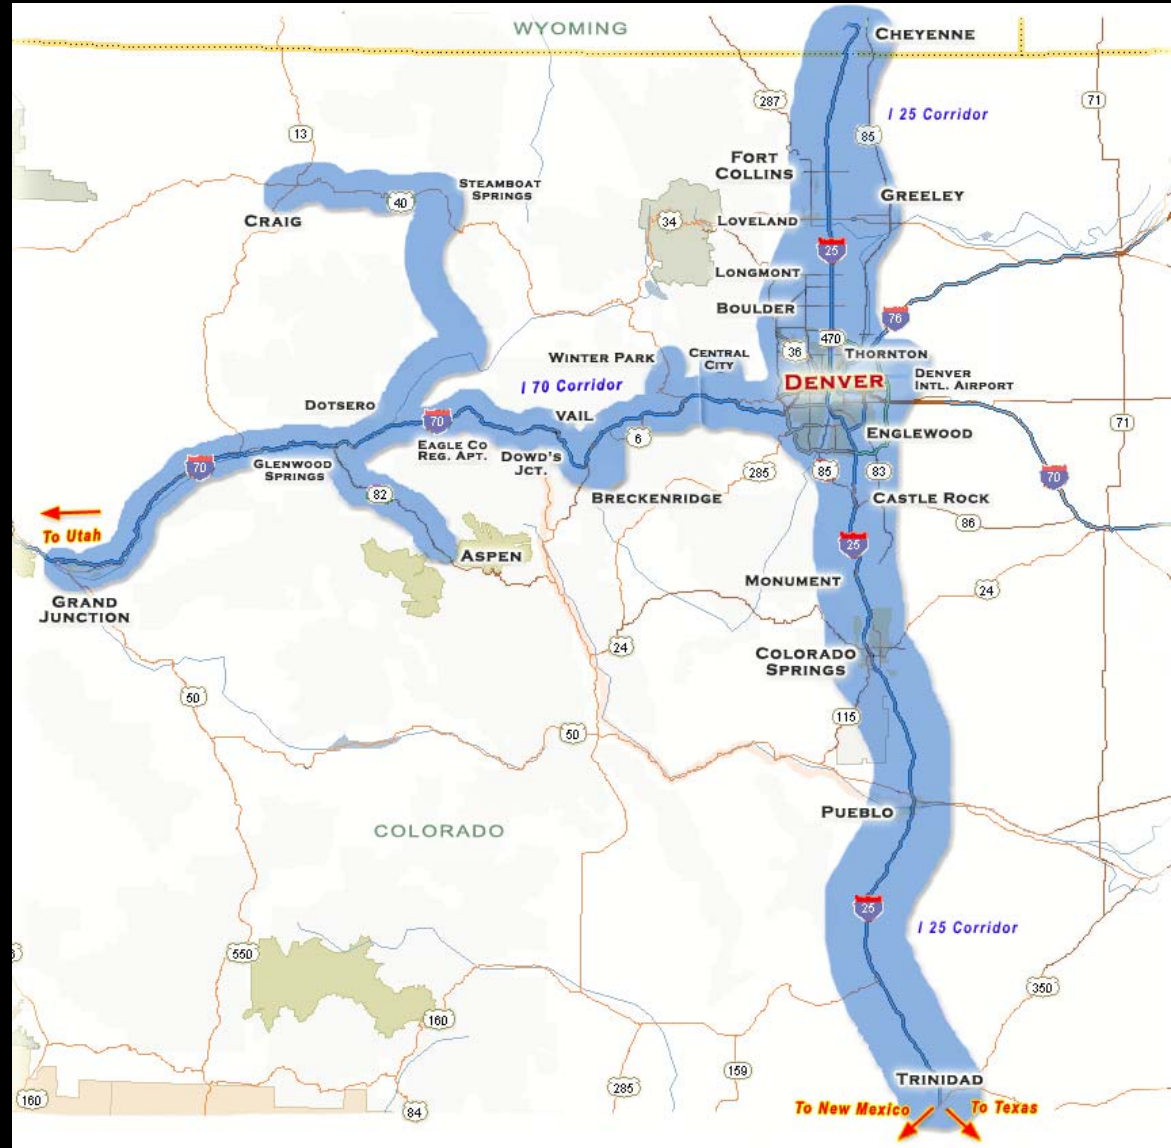 WYOMING
CHEYENNE
287
71
I 25 Corridor
85
13
FORT
COLLINS
STEAMBOAT
SPRINGS
40
GREELEY
CRAIG
34
LOVELAND
25
LONGMONT
BOULDER
76
470
36
THORNTON
WINTER PARK
CENTRAL
CITY
DENVER
DENVER
INTL. AIRPORT
I 70 Corridor
DOTSERO
VAIL
70
71
6
ENGLEWOOD
EAGLE CO
REG. APT.
DOWD'S
JCT.
GLENWOOD
SPRINGS
70
285
85
83
70
82
BRECKENRIDGE
CASTLE ROCK
86
To Utah
25
ASPEN
MONUMENT
24
GRAND
JUNCTION
24
COLORADO
SPRINGS
50
115
50
PUEBLO
COLORADO
25
I 25 Corridor
550
350
160
159
TRINIDAD
285
160
84
To New Mexico
To Texas